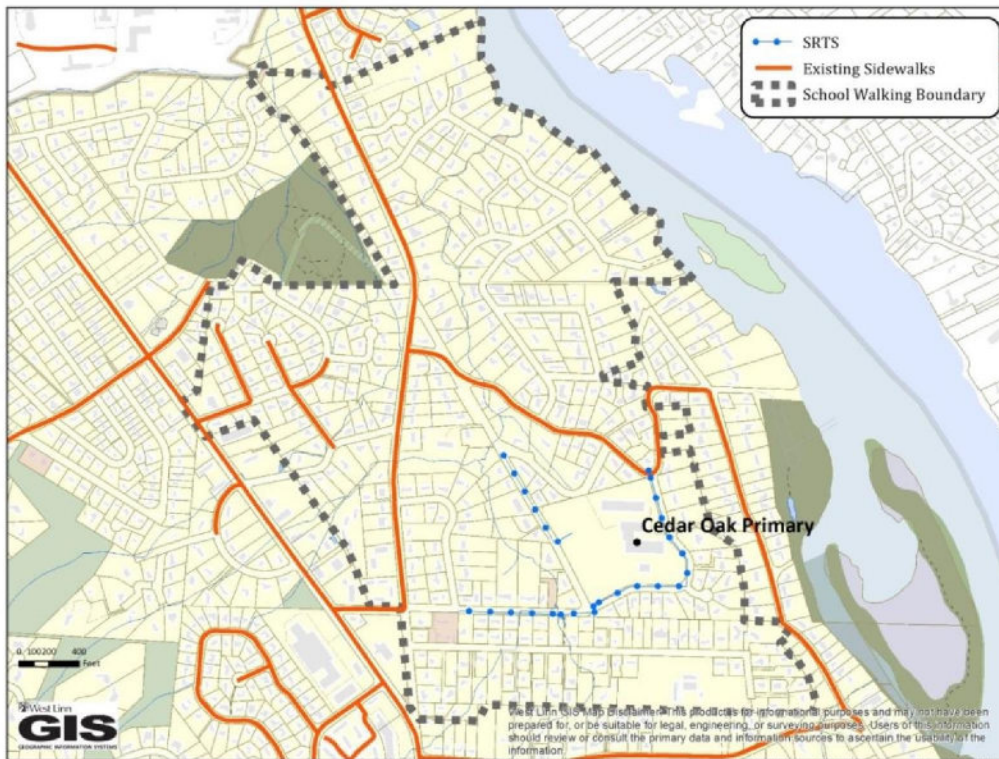 SRTS
Existing Sidewalks
School Walking Boundary
Cedar Oak Primary
0 100200 400
Feet
West Linn
GIS
GEOGRAPHIC INFORMATION SYSTEMS
West Linn GIS Map Disclaimer: This product is for informational purposes and may not have been
prepared for, or be suitable for legal, engineering, or surveying purposes. Users of this information
should review or consult the primary data and information sources to ascertain the usability of the
information.